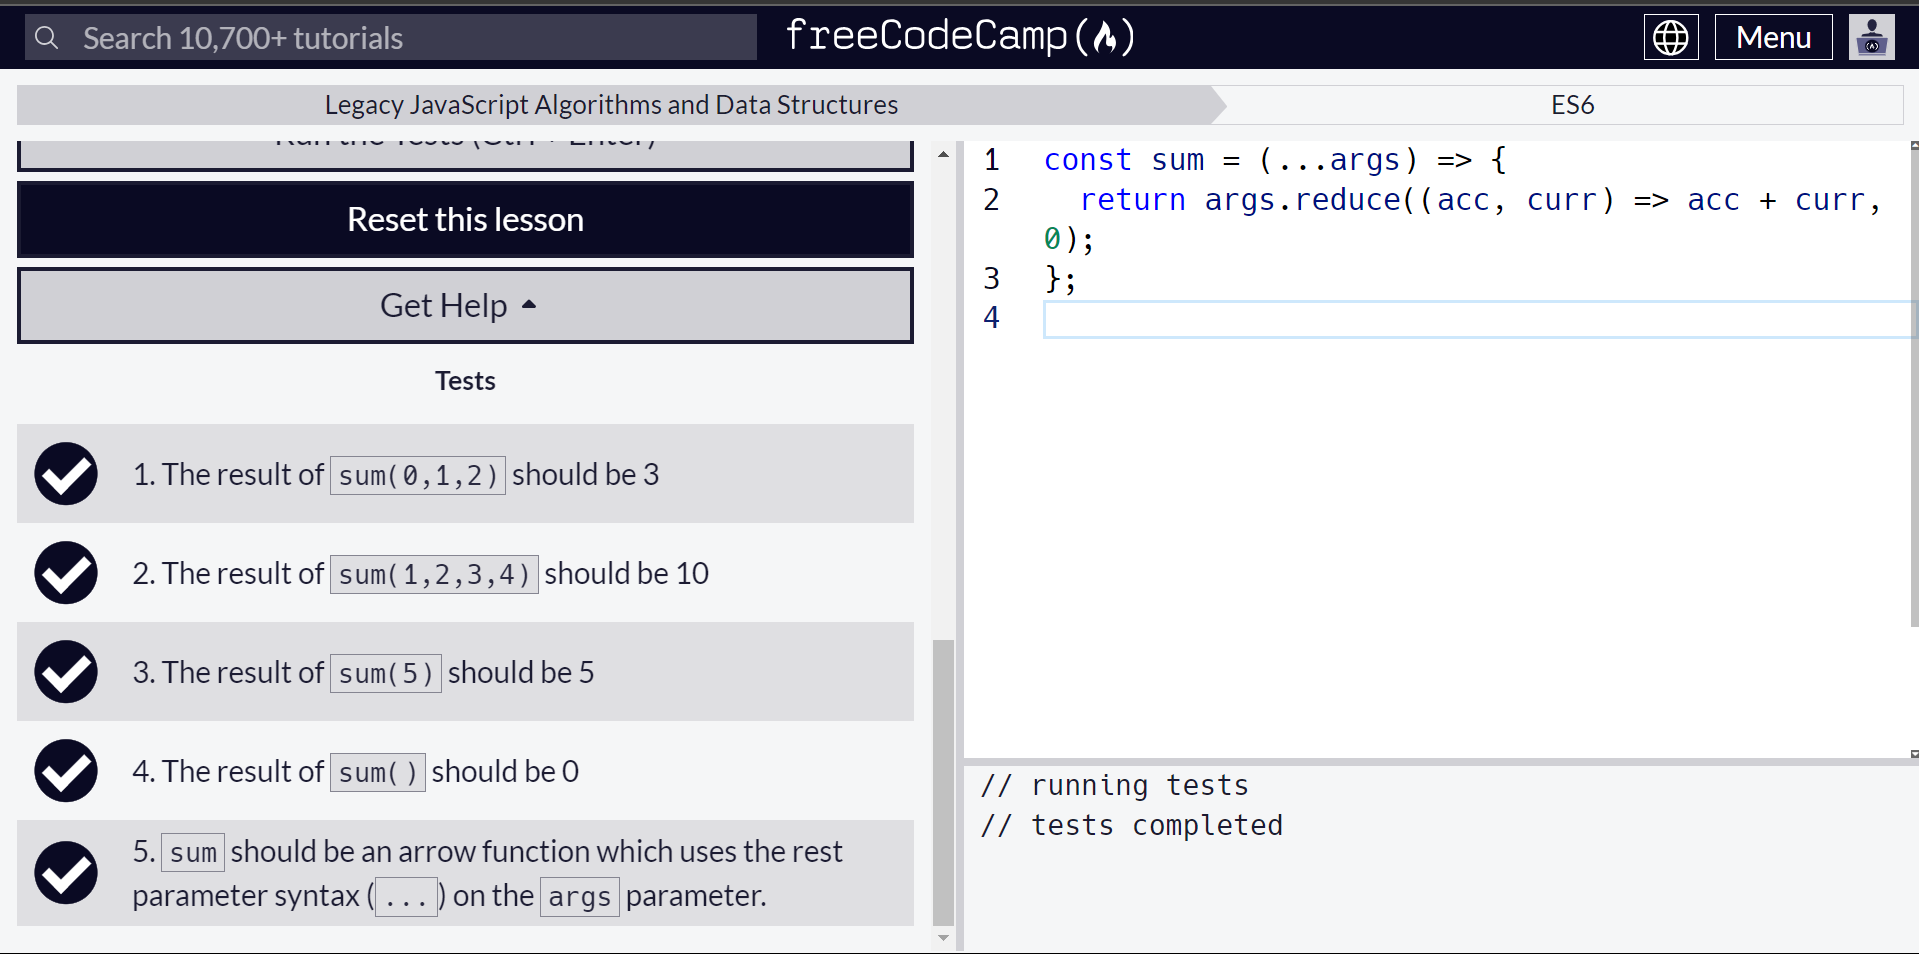 Search 10,700+ tutorials
freeCodeCamp(🔥)
Menu
Legacy JavaScript Algorithms and Data Structures
ES6
Run the Tests (Ctrl + Enter)
Reset this lesson
Get Help
Tests
1. The result of sum(0,1,2) should be 3
2. The result of sum(1,2,3,4) should be 10
3. The result of sum(5) should be 5
4. The result of sum() should be 0
5. sum should be an arrow function which uses the rest
parameter syntax (...) on the args parameter.
1 const sum = (...args) => {
2   return args.reduce((acc, curr) => acc + curr,
0);
3 };
4
// running tests
// tests completed